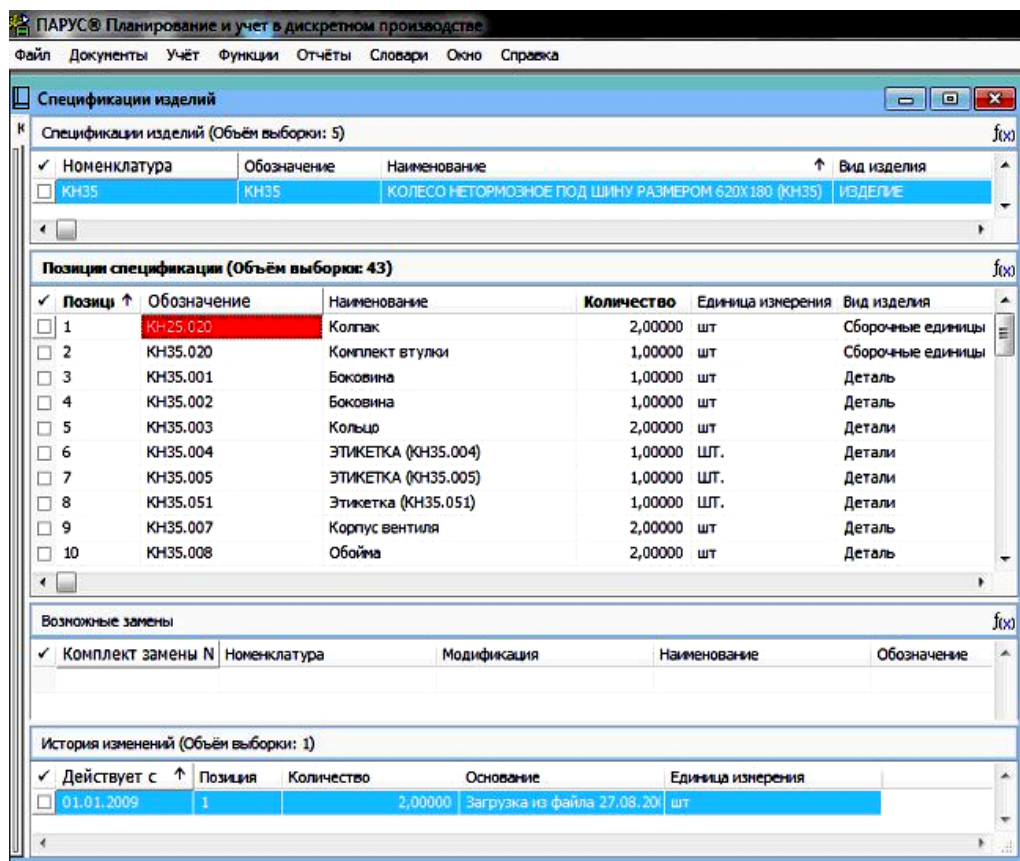 ПАРУС® Планирование и учет в дискретном производстве
Файл Документы Учёт Функции Отчёты Словари Окно Справка
Спецификации изделий
Спецификации изделий (Объём выборки: 5) f(x)
✓ Номенклатура Обозначение Наименование ↑ Вид изделия
КН35 КН35 КОЛЕСО НЕТОРМОЗНОЕ ПОД ШИНУ РАЗМЕРОМ 620X180 (КН35) ИЗДЕЛИЕ
Позиции спецификации (Объём выборки: 43) f(x)
✓ Позиці ↑ Обозначение Наименование Количество Единица измерения Вид изделия
1 КН25.020 Колпак 2,00000 шт Сборочные единицы
2 КН35.020 Комплект втулки 1,00000 шт Сборочные единицы
3 КН35.001 Боковина 1,00000 шт Деталь
4 КН35.002 Боковина 1,00000 шт Деталь
5 КН35.003 Кольцо 2,00000 шт Детали
6 КН35.004 ЭТИКЕТКА (КН35.004) 1,00000 ШТ. Детали
7 КН35.005 ЭТИКЕТКА (КН35.005) 1,00000 ШТ. Детали
8 КН35.051 Этикетка (КН35.051) 1,00000 ШТ. Детали
9 КН35.007 Корпус вентиля 2,00000 шт Деталь
10 КН35.008 Обойма 2,00000 шт Деталь
Возможные замены f(x)
✓ Комплект замены N Номенклатура Модификация Наименование Обозначение
История изменений (Объём выборки: 1)
✓ Действует с ↑ Позиция Количество Основание Единица измерения
01.01.2009 1 2,00000 Загрузка из файла 27.08.20 шт